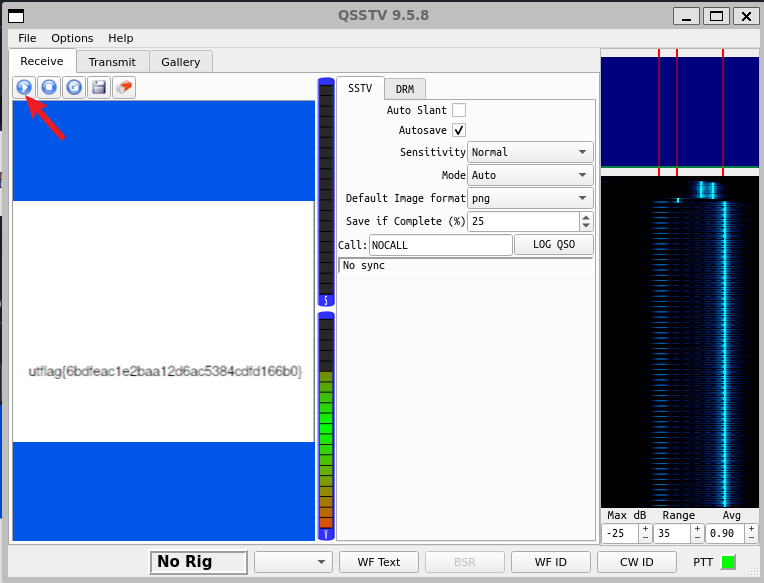 QSSTV 9.5.8
File Options Help
Receive Transmit Gallery
SSTV DRM
Auto Slant
Autosave
Sensitivity Normal
Mode Auto
Default Image format png
Save if Complete (%) 25
Call: NOCALL LOG QSO
No sync
S
utflag{6bdfeac1e2baa12d6ac5384cdfd166b0}
Max dB Range Avg
-25 35 0.90
No Rig WF Text BSR WF ID CW ID PTT